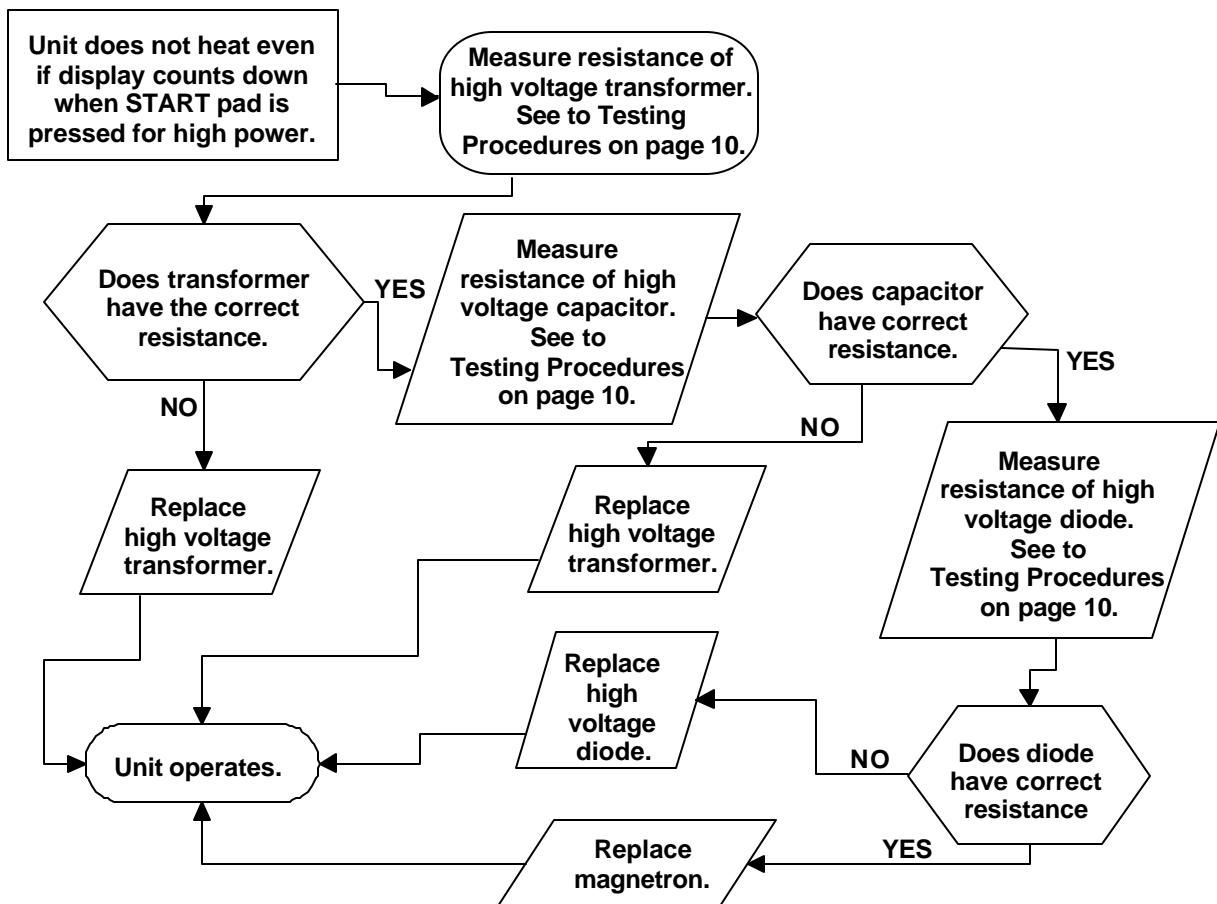 Unit does not heat even
if display counts down
when START pad is
pressed for high power.
Measure resistance of
high voltage transformer.
See to Testing
Procedures on page 10.
Does transformer
have the correct
resistance.
YES
NO
Measure
resistance of high
voltage capacitor.
See to
Testing Procedures
on page 10.
Does capacitor
have correct
resistance.
YES
NO
Replace
high voltage
transformer.
Replace
high voltage
transformer.
Measure
resistance of high
voltage diode.
See to
Testing Procedures
on page 10.
Replace
high
voltage
diode.
Unit operates.
NO
Does diode
have correct
resistance
YES
Replace
magnetron.